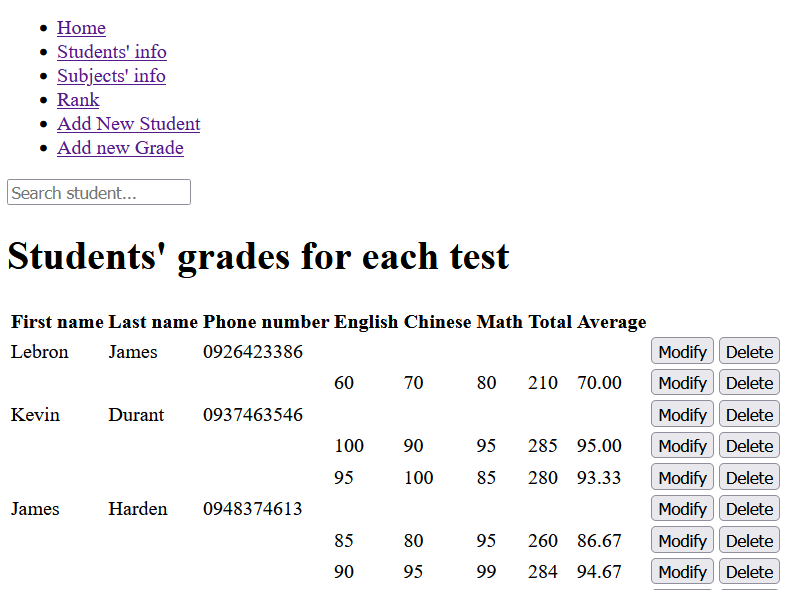 Home
Students' info
Subjects' info
Rank
Add New Student
Add new Grade
Search student...
Students' grades for each test
First name Last name Phone number English Chinese Math Total Average
Lebron James 0926423386 Modify Delete
60 70 80 210 70.00 Modify Delete
Kevin Durant 0937463546 Modify Delete
100 90 95 285 95.00 Modify Delete
95 100 85 280 93.33 Modify Delete
James Harden 0948374613 Modify Delete
85 80 95 260 86.67 Modify Delete
90 95 99 284 94.67 Modify Delete